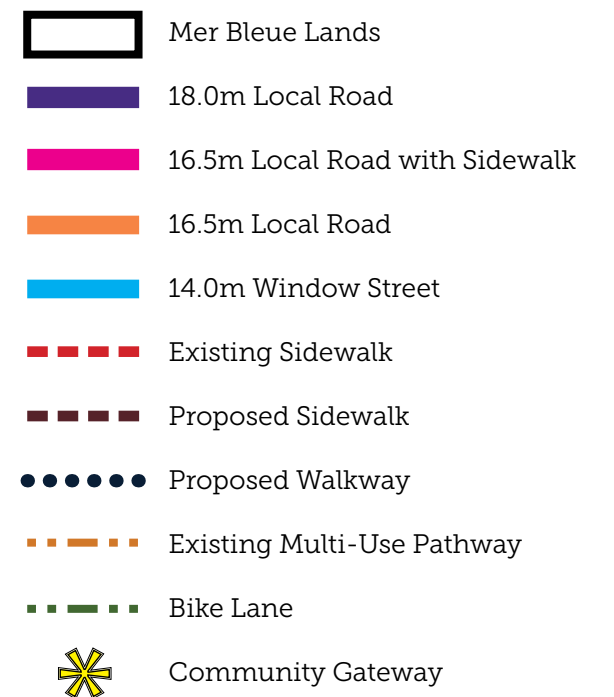 Mer Bleue Lands
18.0m Local Road
16.5m Local Road with Sidewalk
16.5m Local Road
14.0m Window Street
Existing Sidewalk
Proposed Sidewalk
Proposed Walkway
Existing Multi-Use Pathway
Bike Lane
Community Gateway